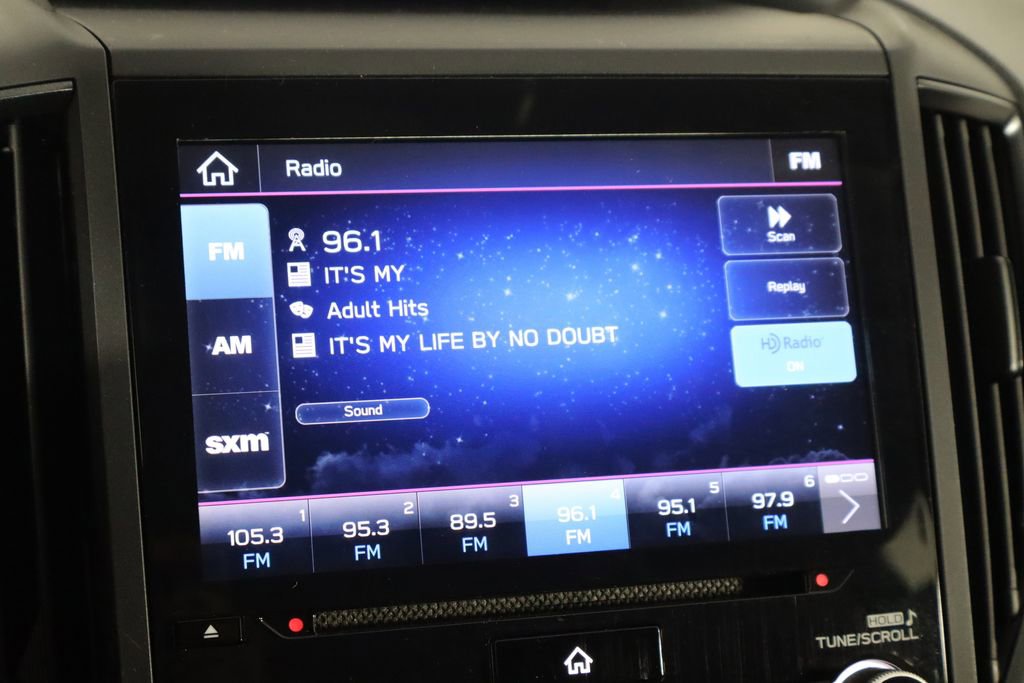 Radio
FM
FM
AM
sxm
96.1
IT'S MY
Adult Hits
IT'S MY LIFE BY NO DOUBT
Sound
Scan
Replay
HD Radio
ON
1
105.3
FM
2
95.3
FM
3
89.5
FM
4
96.1
FM
5
95.1
FM
6
97.9
FM
HOLD
TUNE/SCROLL